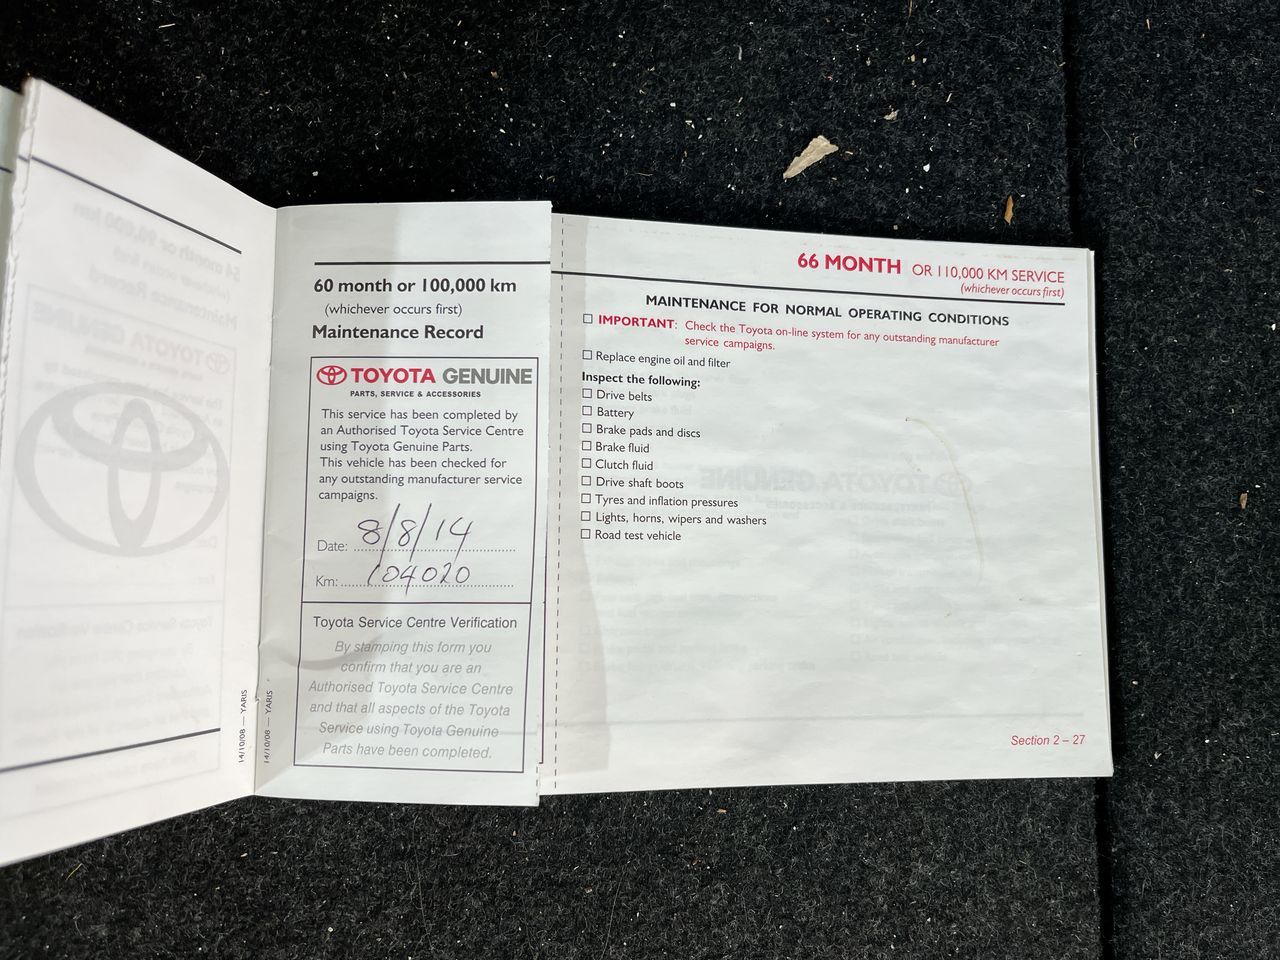 60 month or 100,000 km
(whichever occurs first)
Maintenance Record
TOYOTA GENUINE
PARTS, SERVICE & ACCESSORIES
This service has been completed by
an Authorised Toyota Service Centre
using Toyota Genuine Parts.
This vehicle has been checked for
any outstanding manufacturer service
campaigns.
Date: 8/8/14
Km: 104020
Toyota Service Centre Verification
By stamping this form you
confirm that you are an
Authorised Toyota Service Centre
and that all aspects of the Toyota
Service using Toyota Genuine
Parts have been completed.
14/10/08 — YARIS
14/10/08 — YARIS
66 MONTH OR 110,000 KM SERVICE
(whichever occurs first)
MAINTENANCE FOR NORMAL OPERATING CONDITIONS
IMPORTANT: Check the Toyota on-line system for any outstanding manufacturer
service campaigns.
Replace engine oil and filter
Inspect the following:
Drive belts
Battery
Brake pads and discs
Brake fluid
Clutch fluid
Drive shaft boots
Tyres and inflation pressures
Lights, horns, wipers and washers
Road test vehicle
Section 2 – 27